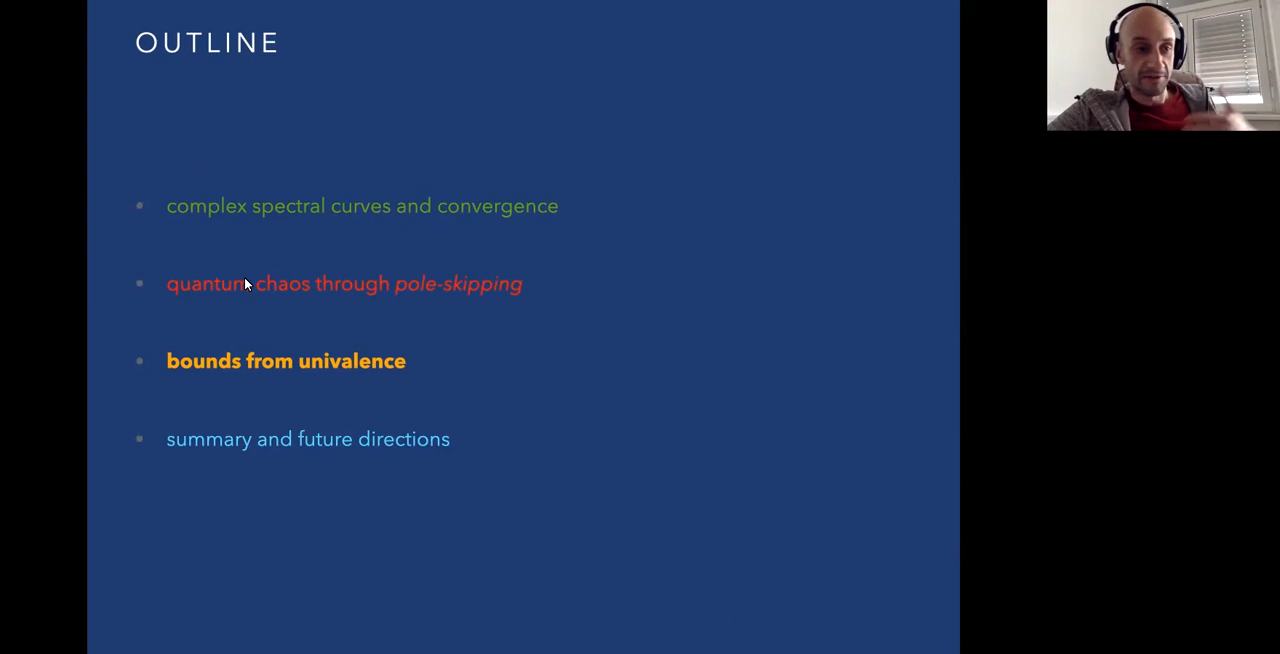 OUTLINE
complex spectral curves and convergence
quantum chaos through pole-skipping
bounds from univalence
summary and future directions